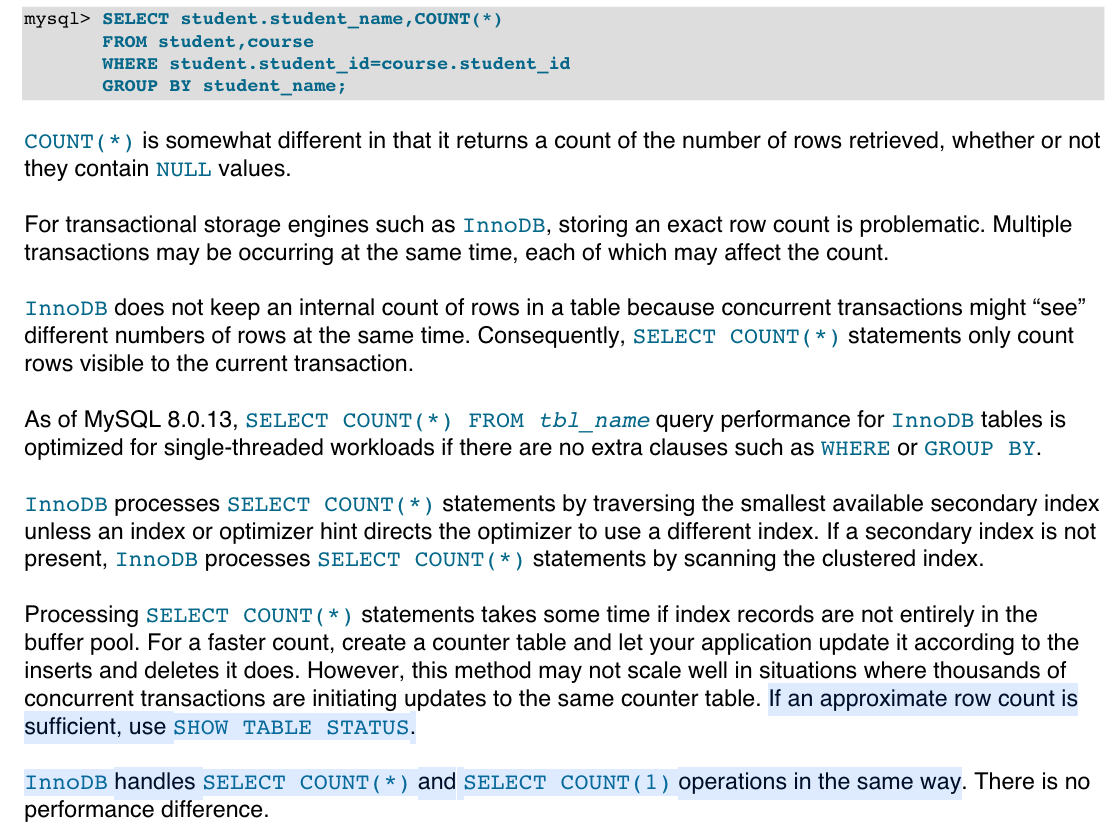 mysql> SELECT student.student_name,COUNT(*)
FROM student,course
WHERE student.student_id=course.student_id
GROUP BY student_name;
COUNT(*) is somewhat different in that it returns a count of the number of rows retrieved, whether or not
they contain NULL values.
For transactional storage engines such as InnoDB, storing an exact row count is problematic. Multiple
transactions may be occurring at the same time, each of which may affect the count.
InnoDB does not keep an internal count of rows in a table because concurrent transactions might “see”
different numbers of rows at the same time. Consequently, SELECT COUNT(*) statements only count
rows visible to the current transaction.
As of MySQL 8.0.13, SELECT COUNT(*) FROM tbl_name query performance for InnoDB tables is
optimized for single-threaded workloads if there are no extra clauses such as WHERE or GROUP BY.
InnoDB processes SELECT COUNT(*) statements by traversing the smallest available secondary index
unless an index or optimizer hint directs the optimizer to use a different index. If a secondary index is not
present, InnoDB processes SELECT COUNT(*) statements by scanning the clustered index.
Processing SELECT COUNT(*) statements takes some time if index records are not entirely in the
buffer pool. For a faster count, create a counter table and let your application update it according to the
inserts and deletes it does. However, this method may not scale well in situations where thousands of
concurrent transactions are initiating updates to the same counter table. If an approximate row count is
sufficient, use SHOW TABLE STATUS.
InnoDB handles SELECT COUNT(*) and SELECT COUNT(1) operations in the same way. There is no
performance difference.